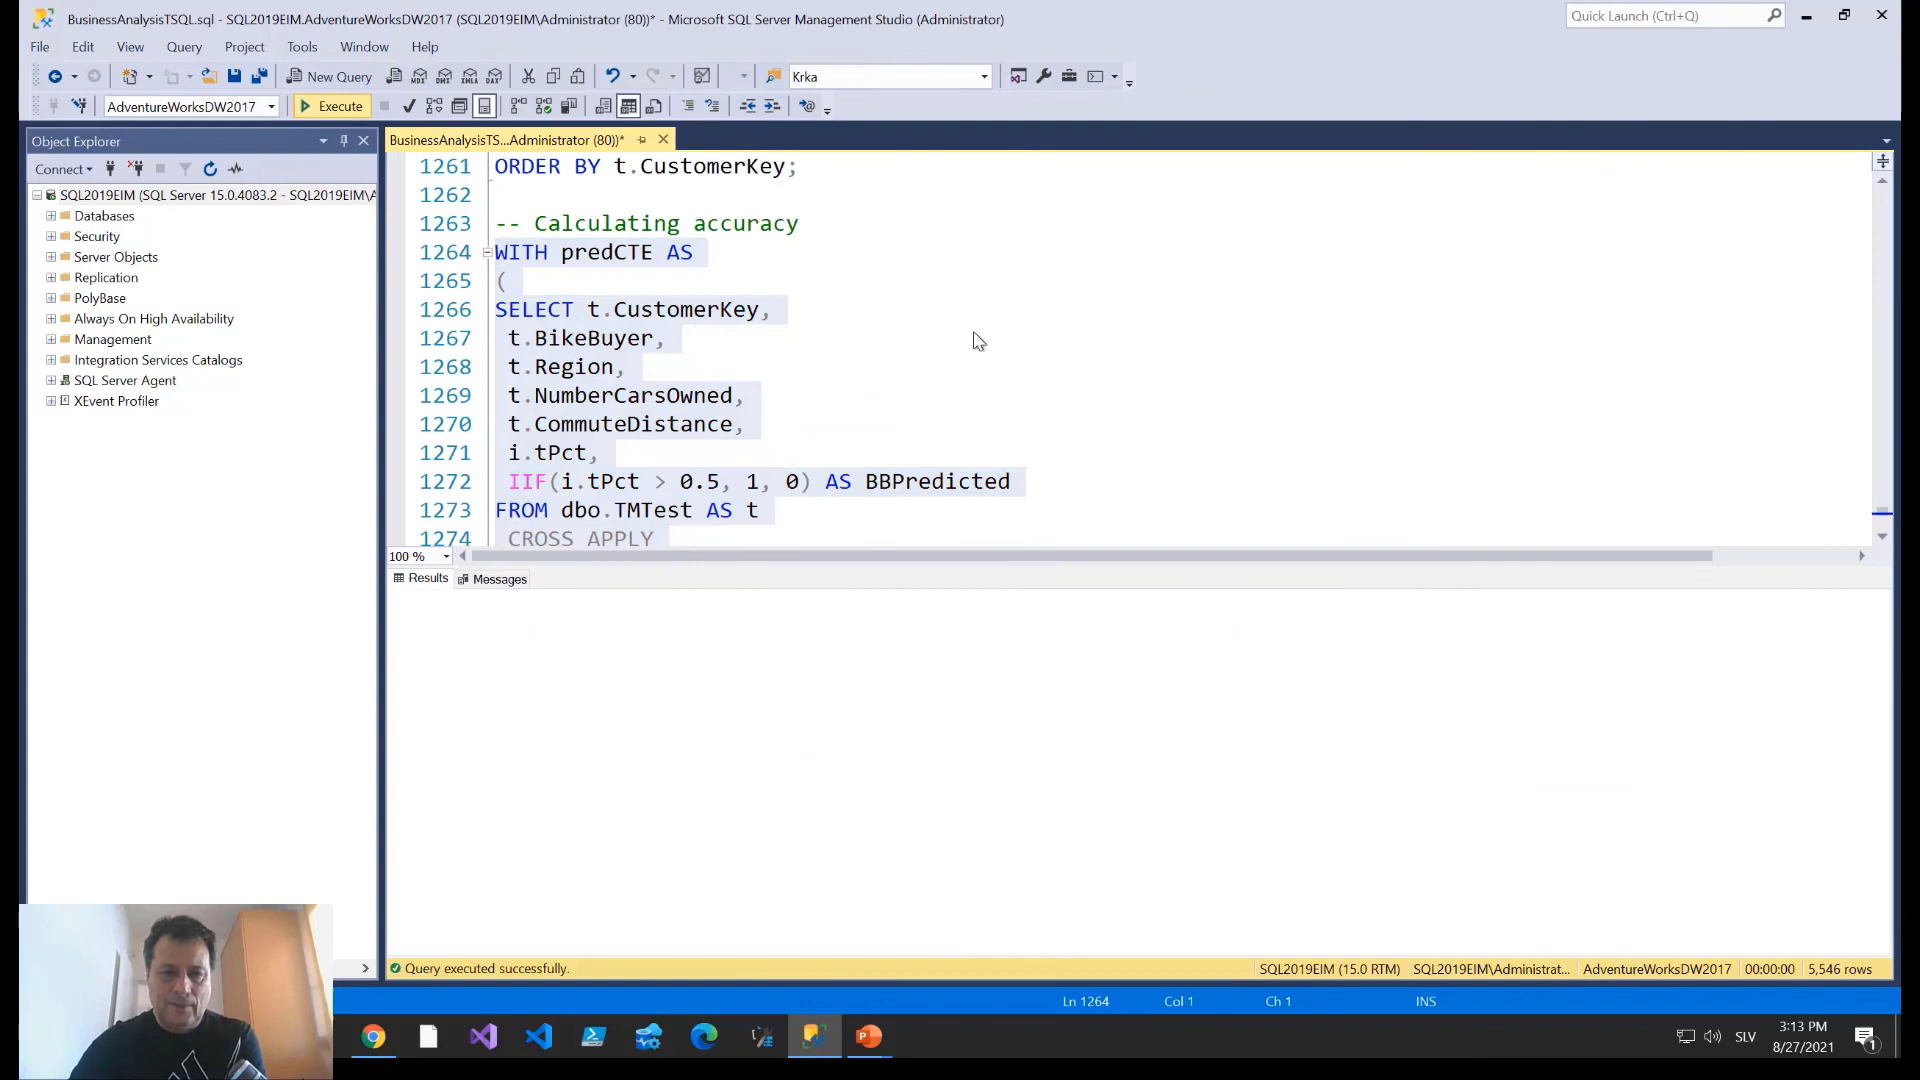 BusinessAnalysisTSQL.sql - SQL2019EIM.AdventureWorksDW2017 (SQL2019EIM\Administrator (80))* - Microsoft SQL Server Management Studio (Administrator)
Quick Launch (Ctrl+Q)
File Edit View Query Project Tools Window Help
New Query MDX DMX XMLA DAX Krka
AdventureWorksDW2017 Execute
Object Explorer
BusinessAnalysisTS...Administrator (80))*
Connect
SQL2019EIM (SQL Server 15.0.4083.2 - SQL2019EIM\A
Databases
Security
Server Objects
Replication
PolyBase
Always On High Availability
Management
Integration Services Catalogs
SQL Server Agent
XEvent Profiler
1261 ORDER BY t.CustomerKey;
1262
1263 -- Calculating accuracy
1264 WITH predCTE AS
1265 (
1266 SELECT t.CustomerKey,
1267 t.BikeBuyer,
1268 t.Region,
1269 t.NumberCarsOwned,
1270 t.CommuteDistance,
1271 i.tPct,
1272 IIF(i.tPct > 0.5, 1, 0) AS BBPredicted
1273 FROM dbo.TMTest AS t
1274 CROSS APPLY
100 %
Results Messages
Query executed successfully.
SQL2019EIM (15.0 RTM) SQL2019EIM\Administrat... AdventureWorksDW2017 00:00:00 5,546 rows
Ln 1264 Col 1 Ch 1 INS
SLV
3:13 PM
8/27/2021
1